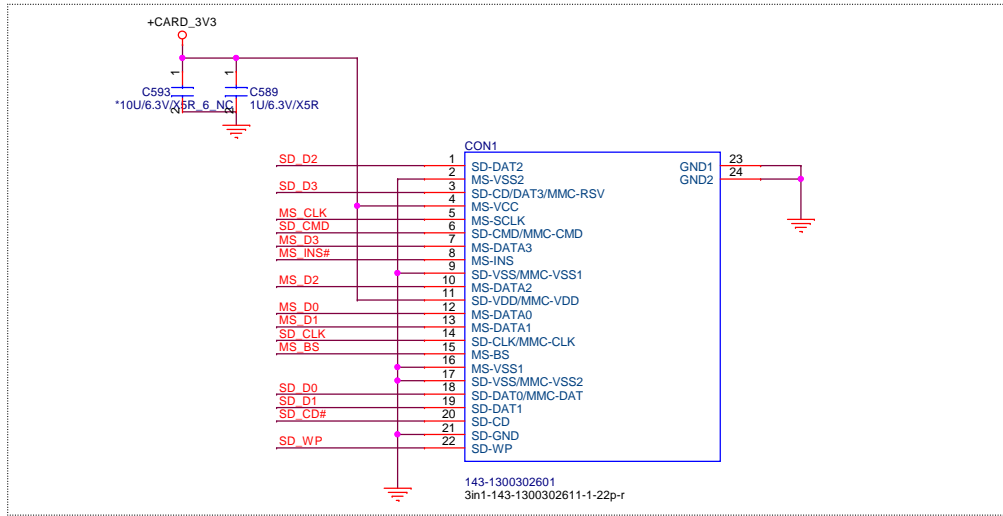 +CARD_3V3
1 1
C593 C589
*10U/6.3V/X5R_6_NC 1U/6.3V/X5R
2 2
CON1
SD_D2 1 SD-DAT2 GND1 23
2 MS-VSS2 GND2 24
SD_D3 3 SD-CD/DAT3/MMC-RSV
4 MS-VCC
MS_CLK 5 MS-SCLK
SD_CMD 6 SD-CMD/MMC-CMD
MS_D3 7 MS-DATA3
MS_INS# 8 MS-INS
9 SD-VSS/MMC-VSS1
MS_D2 10 MS-DATA2
11 SD-VDD/MMC-VDD
MS_D0 12 MS-DATA0
MS_D1 13 MS-DATA1
SD_CLK 14 SD-CLK/MMC-CLK
MS_BS 15 MS-BS
16 MS-VSS1
17 SD-VSS/MMC-VSS2
SD_D0 18 SD-DAT0/MMC-DAT
SD_D1 19 SD-DAT1
SD_CD# 20 SD-CD
21 SD-GND
SD_WP 22 SD-WP
143-1300302601
3in1-143-1300302611-1-22p-r